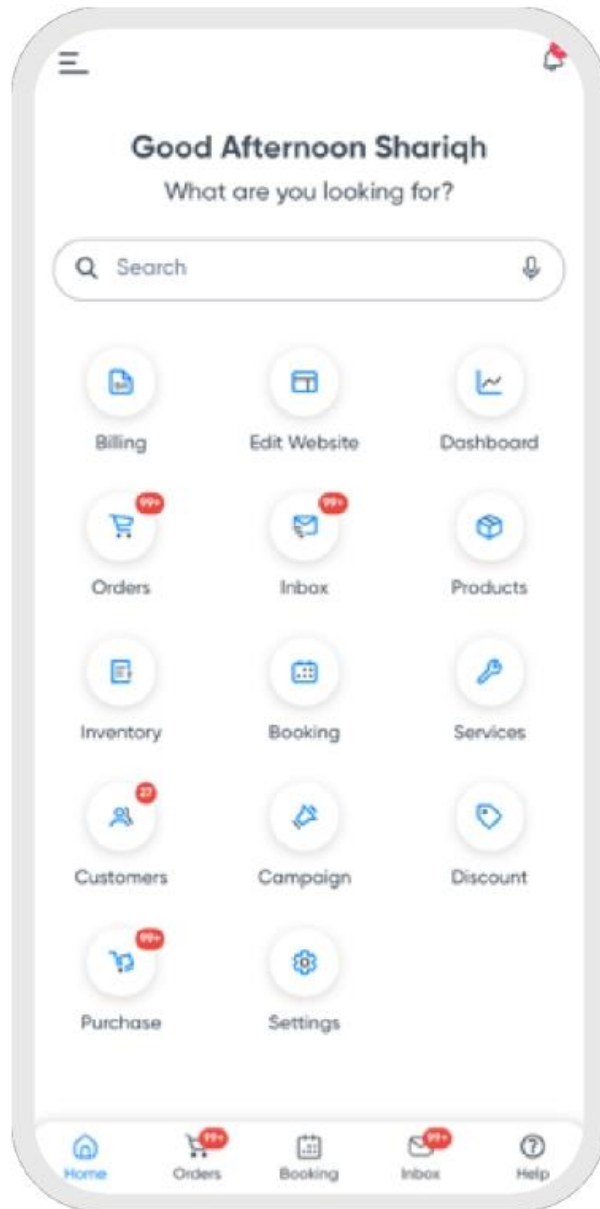 Good Afternoon Shariqh
What are you looking for?
Search
Billing Edit Website Dashboard
99+ 99+
Orders Inbox Products
Inventory Booking Services
27
Customers Campaign Discount
99+
Purchase Settings
99+ 99+
Home Orders Booking Inbox Help